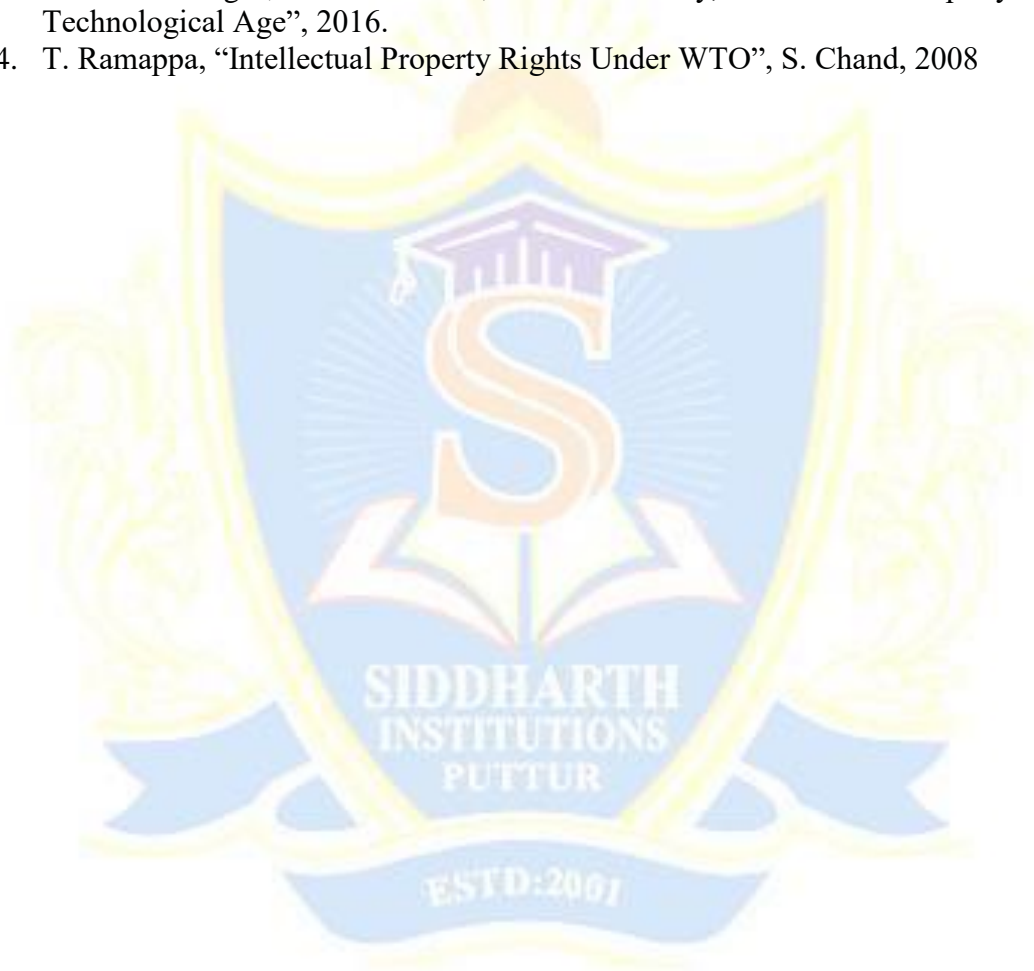 Technological Age”, 2016.
4. T. Ramappa, “Intellectual Property Rights Under WTO”, S. Chand, 2008
S
SIDDHARTH
INSTITUTIONS
PUTTUR
ESTD:2001